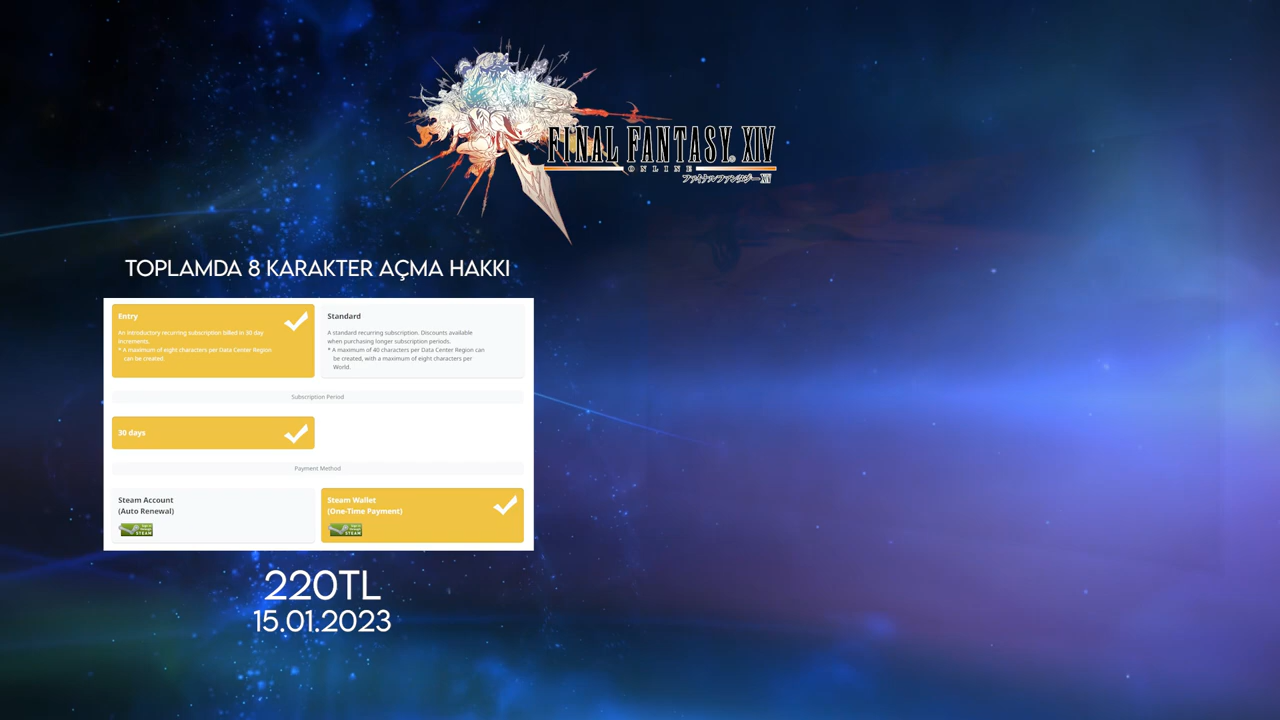 FINAL FANTASY® XIV
ONLINE
ファイナルファンタジーXIV
TOPLAMDA 8 KARAKTER AÇMA HAKKI
Entry
An introductory recurring subscription billed in 30 day
increments.
* A maximum of eight characters per Data Center Region
can be created.
Standard
A standard recurring subscription. Discounts available
when purchasing longer subscription periods.
* A maximum of 40 characters per Data Center Region can
be created, with a maximum of eight characters per
World.
Subscription Period
30 days
Payment Method
Steam Account
(Auto Renewal)
STEAM
Steam Wallet
(One-Time Payment)
STEAM
220TL
15.01.2023